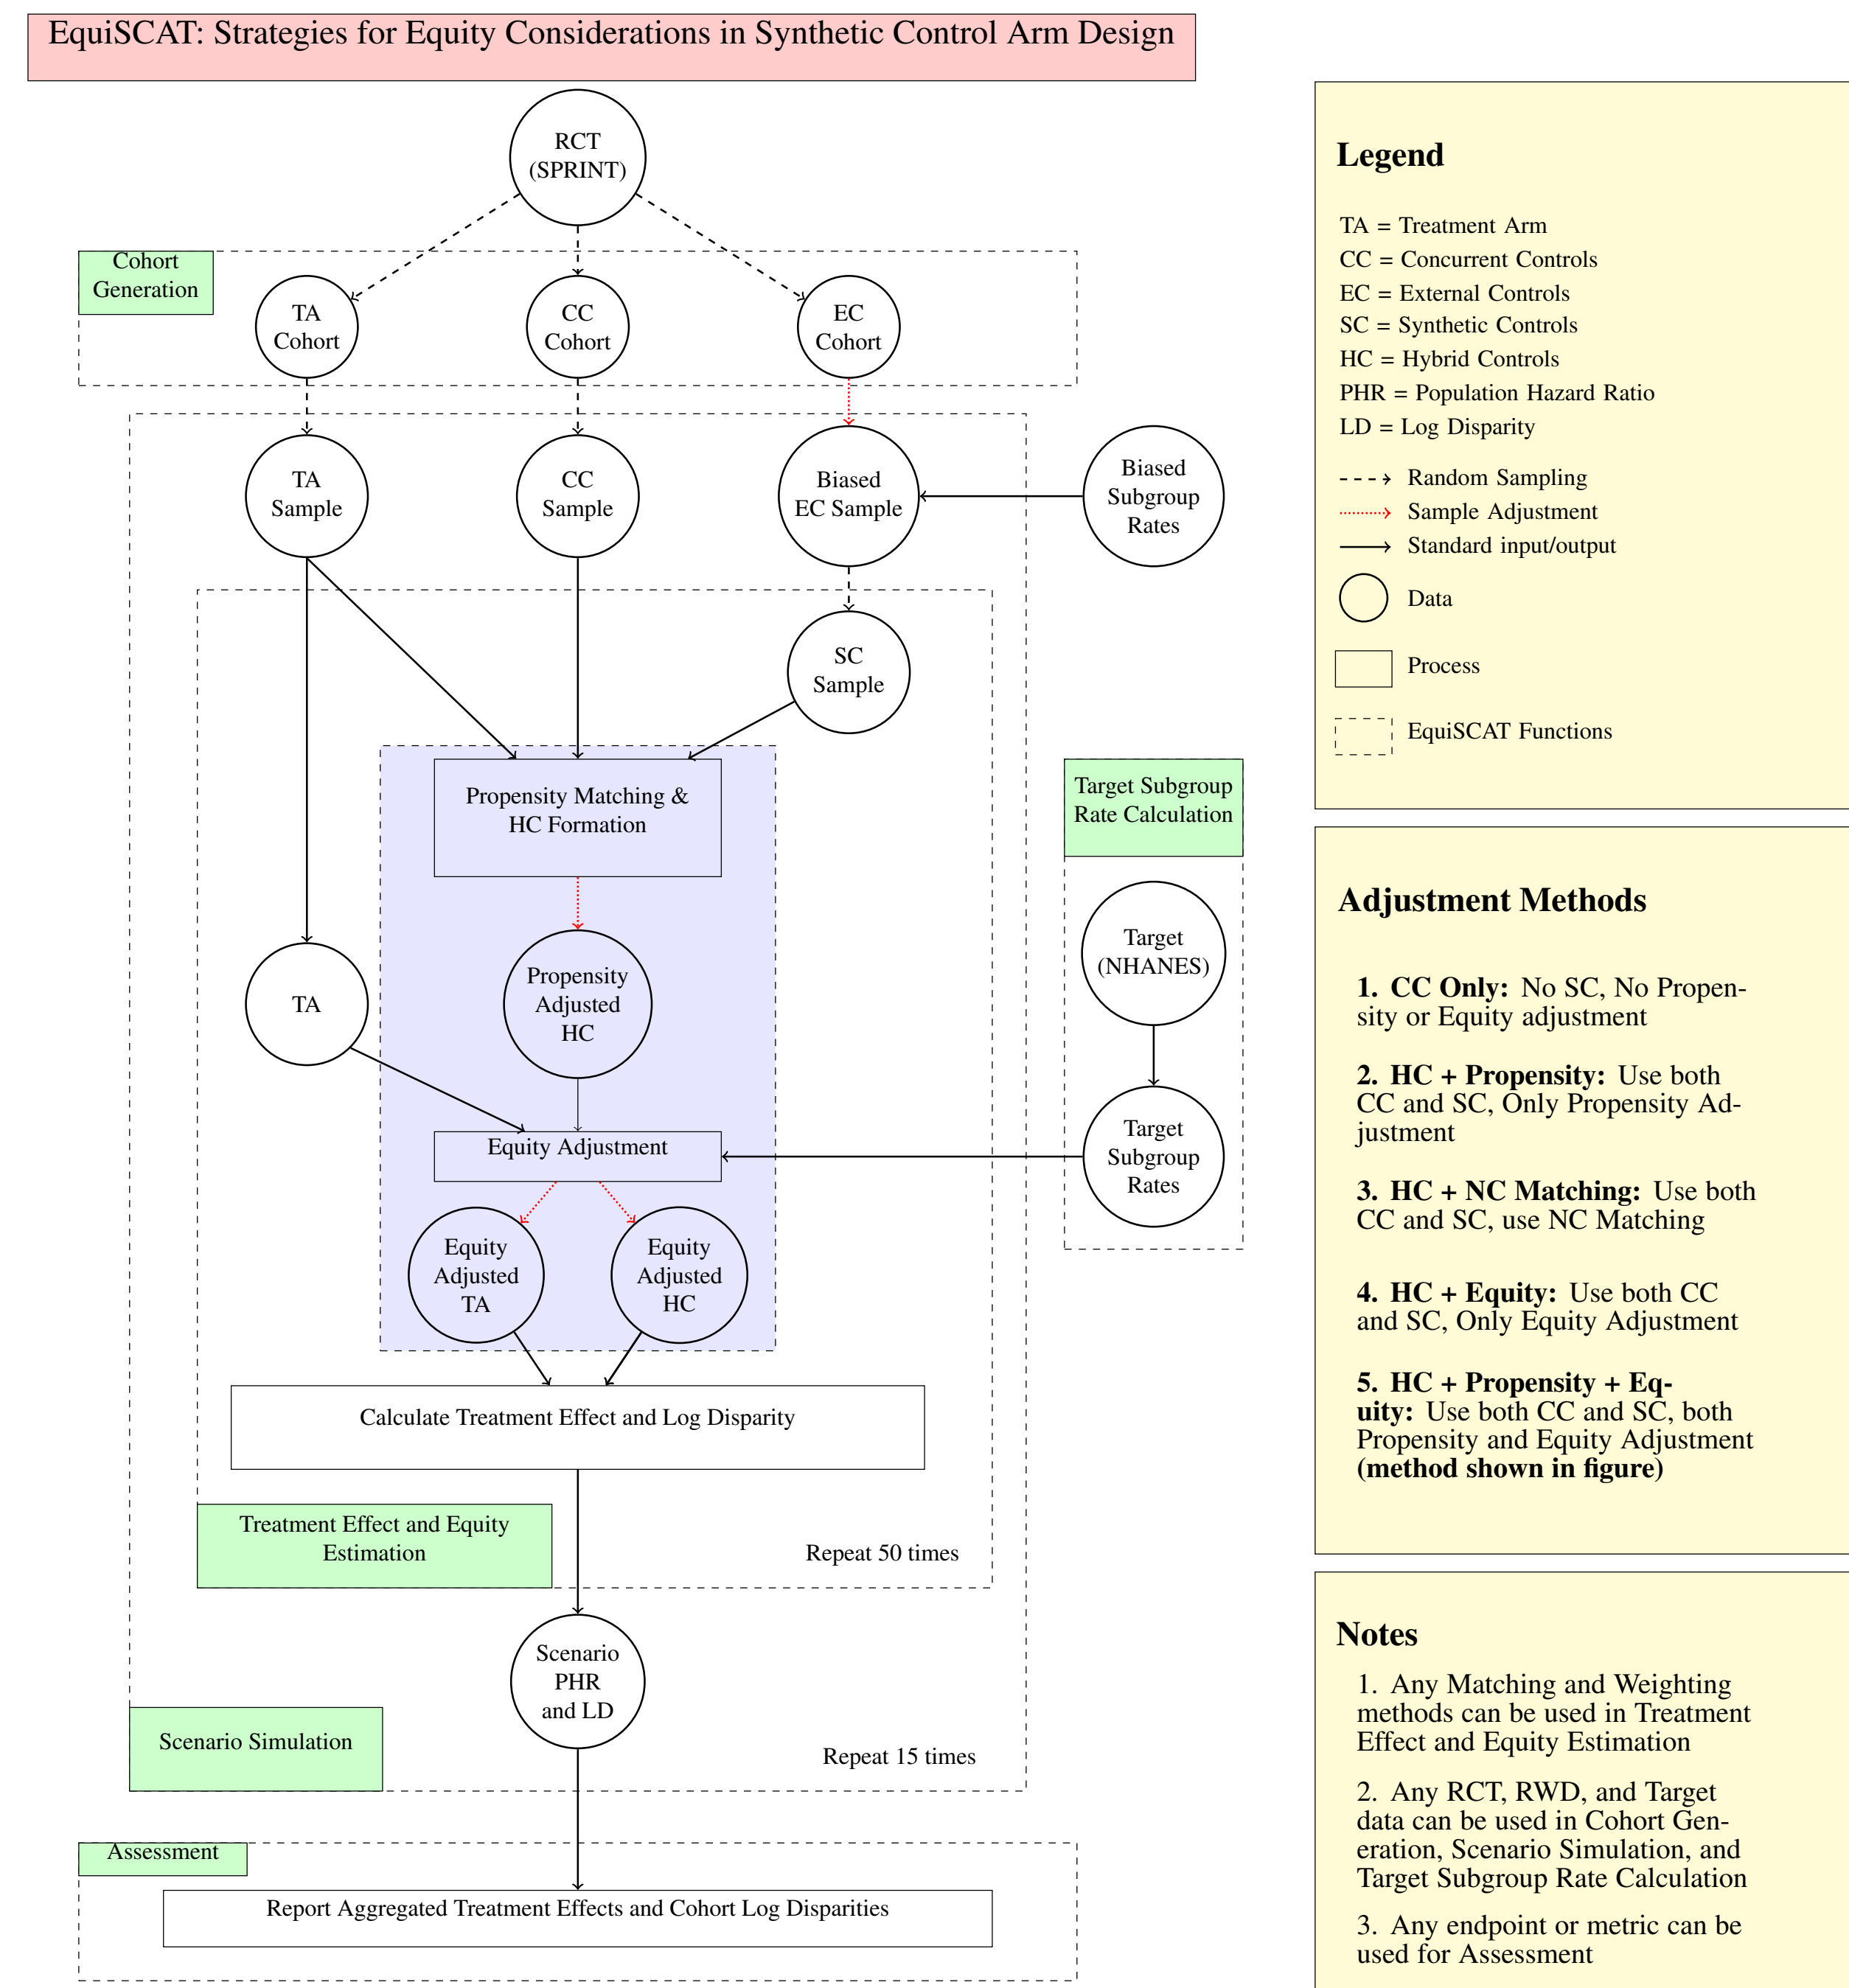 EquiSCAT: Strategies for Equity Considerations in Synthetic Control Arm Design
RCT
(SPRINT)
Cohort
Generation
TA
Cohort
CC
Cohort
EC
Cohort
TA
Sample
CC
Sample
Biased
EC Sample
Biased
Subgroup
Rates
SC
Sample
Propensity Matching &
HC Formation
Target Subgroup
Rate Calculation
Target
(NHANES)
TA
Propensity
Adjusted
HC
Equity Adjustment
Target
Subgroup
Rates
Equity
Adjusted
TA
Equity
Adjusted
HC
Calculate Treatment Effect and Log Disparity
Treatment Effect and Equity
Estimation
Repeat 50 times
Scenario
PHR
and LD
Scenario Simulation
Repeat 15 times
Assessment
Report Aggregated Treatment Effects and Cohort Log Disparities
Legend
TA = Treatment Arm
CC = Concurrent Controls
EC = External Controls
SC = Synthetic Controls
HC = Hybrid Controls
PHR = Population Hazard Ratio
LD = Log Disparity
Random Sampling
Sample Adjustment
Standard input/output
Data
Process
EquiSCAT Functions
Adjustment Methods
1. CC Only: No SC, No Propen-
sity or Equity adjustment
2. HC + Propensity: Use both
CC and SC, Only Propensity Ad-
justment
3. HC + NC Matching: Use both
CC and SC, use NC Matching
4. HC + Equity: Use both CC
and SC, Only Equity Adjustment
5. HC + Propensity + Eq-
uity: Use both CC and SC, both
Propensity and Equity Adjustment
(method shown in figure)
Notes
1. Any Matching and Weighting
methods can be used in Treatment
Effect and Equity Estimation
2. Any RCT, RWD, and Target
data can be used in Cohort Gen-
eration, Scenario Simulation, and
Target Subgroup Rate Calculation
3. Any endpoint or metric can be
used for Assessment